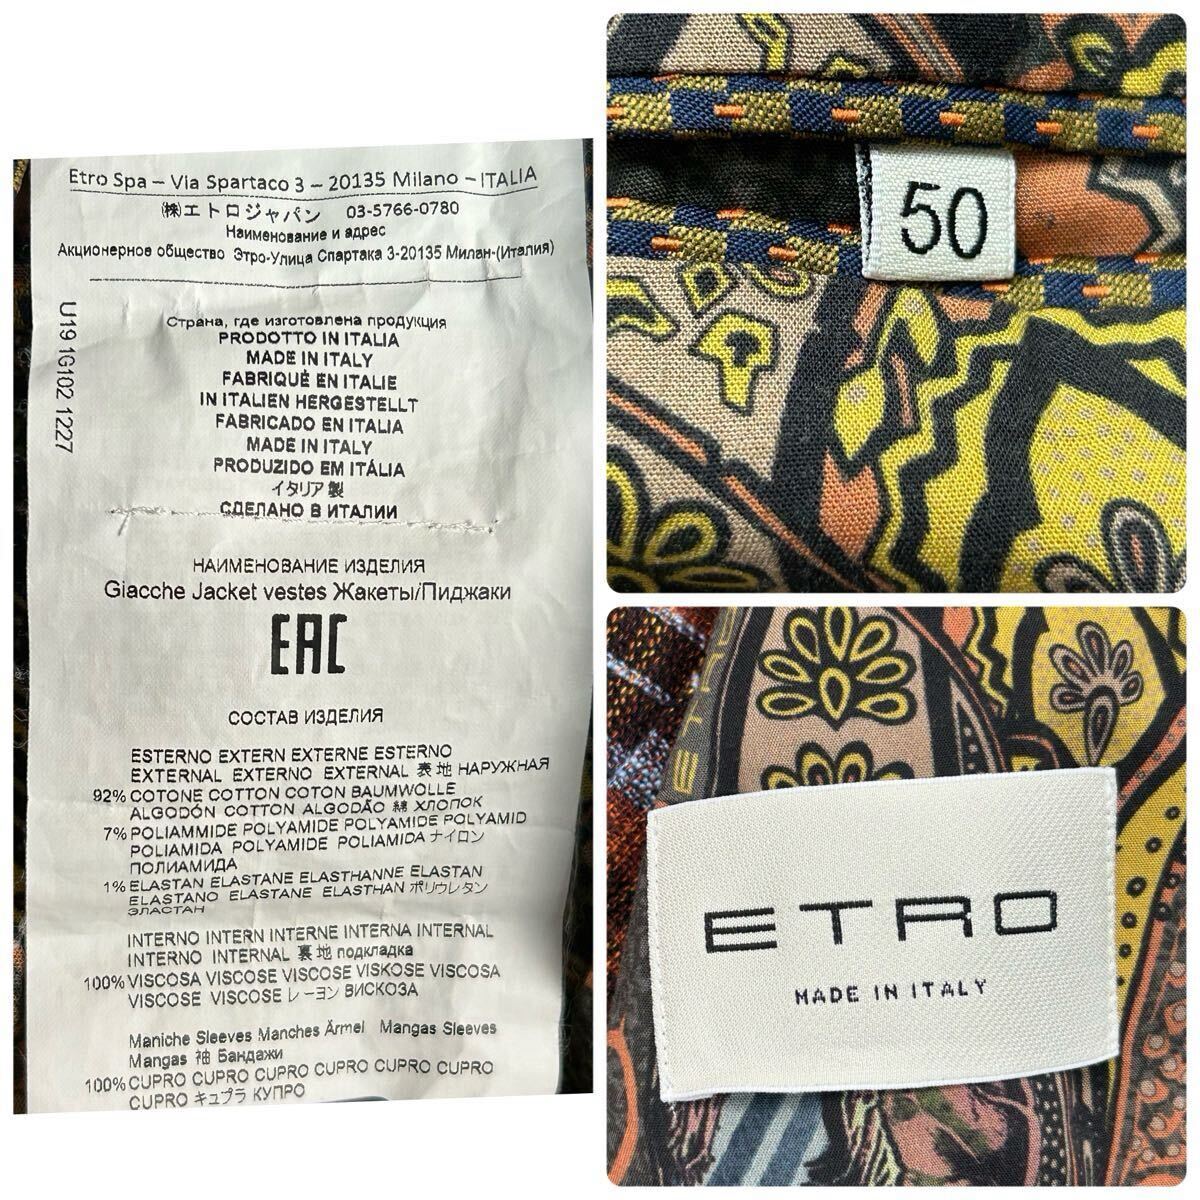 Etro Spa – Via Spartaco 3 – 20135 Milano – ITALIA
(株)エトロジャパン 03-5766-0780
Наименование и адрес
Акционерное общество Этро-Улица Спартака 3-20135 Милан-(Италия)
U19 1G102 1227
Страна, где изготовлена продукция
PRODOTTO IN ITALIA
MADE IN ITALY
FABRIQUÉ EN ITALIE
IN ITALIEN HERGESTELLT
FABRICADO EN ITALIA
MADE IN ITALY
PRODUZIDO EM ITÁLIA
イタリア製
СДЕЛАНО В ИТАЛИИ
НАИМЕНОВАНИЕ ИЗДЕЛИЯ
Giacche Jacket vestes Жакеты/Пиджаки
EAC
СОСТАВ ИЗДЕЛИЯ
ESTERNO EXTERN EXTERNE ESTERNO
EXTERNAL EXTERNO EXTERNAL 表地 НАРУЖНАЯ
92% COTONE COTTON COTON BAUMWOLLE
ALGODÓN COTTON ALGODÃO 綿 ХЛОПОК
7% POLIAMMIDE POLYAMIDE POLYAMIDE POLYAMID
POLIAMIDA POLYAMIDE POLIAMIDA ナイロン
ПОЛИАМИДА
1% ELASTAN ELASTANE ELASTHANNE ELASTAN
ELASTANO ELASTANE ELASTHAN ポリウレタン
ЭЛАСТАН
INTERNO INTERN INTERNE INTERNA INTERNAL
INTERNO INTERNAL 裏地 подкладка
100% VISCOSA VISCOSE VISCOSE VISKOSE VISCOSA
VISCOSE VISCOSE レーヨン ВИСКОЗА
Maniche Sleeves Manches Ärmel Mangas Sleeves
Mangas 袖 Бандажи
100% CUPRO CUPRO CUPRO CUPRO CUPRO CUPRO
CUPRO キュプラ КУПРО
50
ETRO
ETRO
MADE IN ITALY